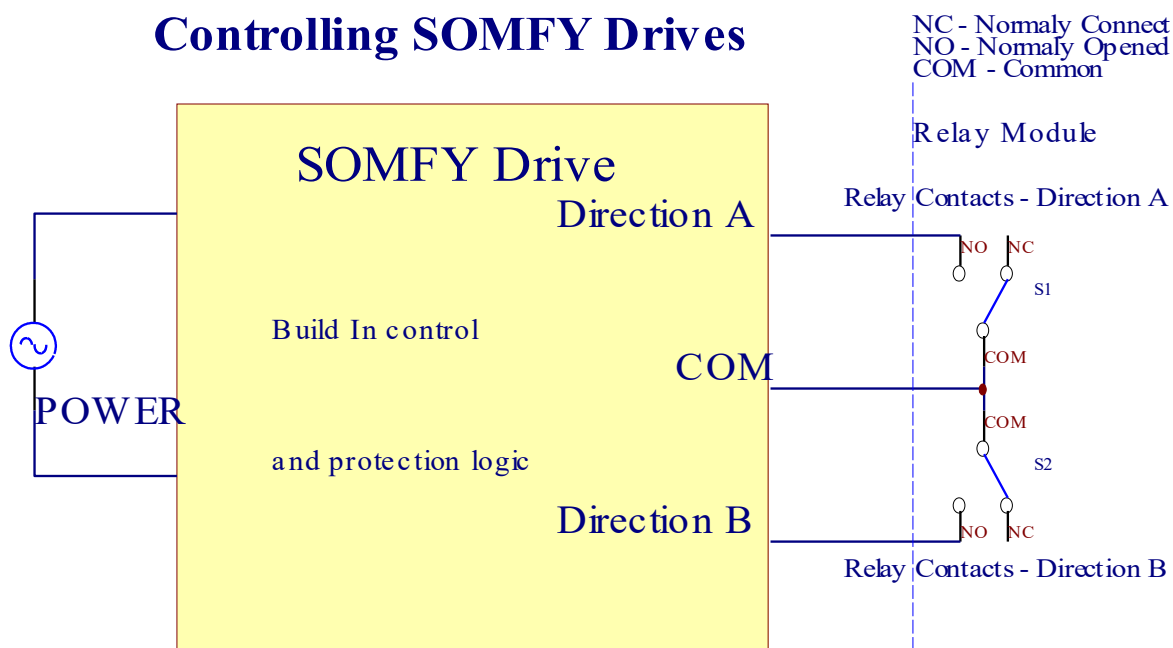 Controlling SOMFY Drives
NC - Normaly Connect
NO - Normaly Opened
COM - Common
Relay Module
SOMFY Drive
Relay Contacts - Direction A
Direction A
NO
NC
S1
Build In control
COM
COM
POWER
COM
and protection logic
S2
Direction B
NO
NC
Relay Contacts - Direction B